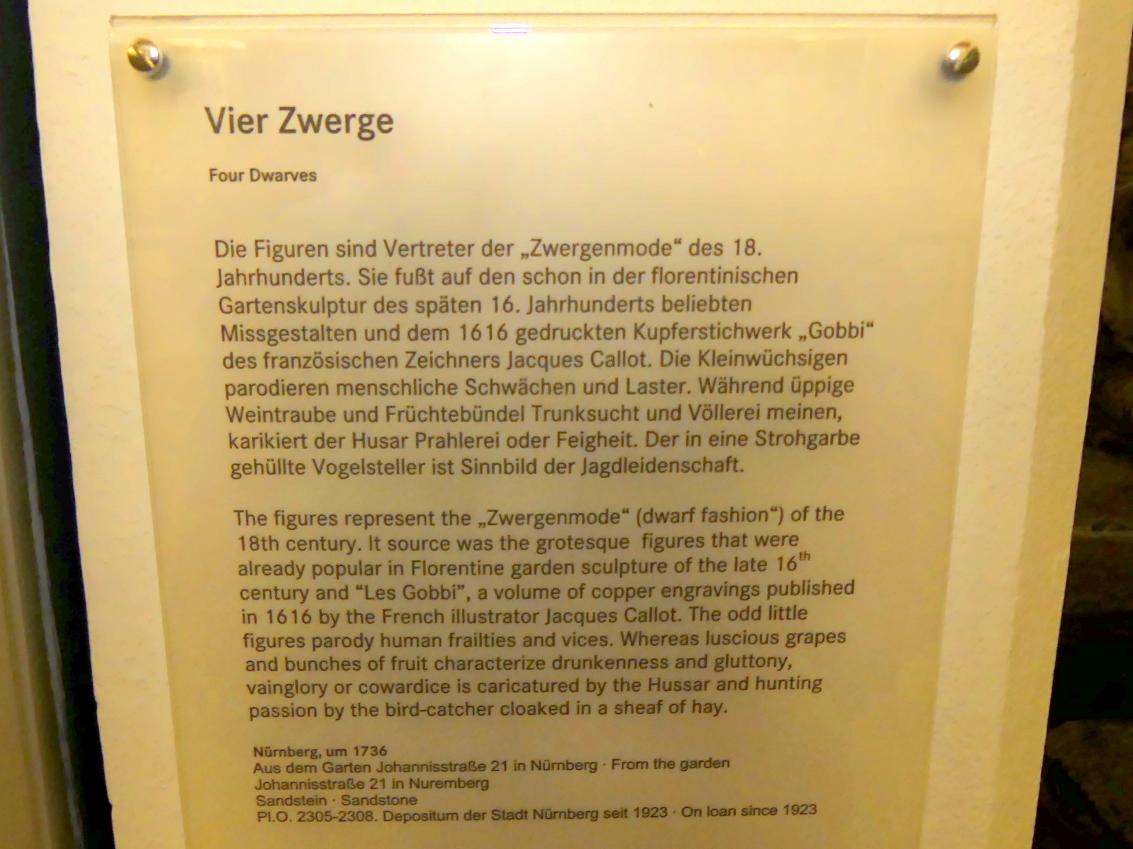 Vier Zwerge
Four Dwarves
Die Figuren sind Vertreter der „Zwergenmode“ des 18.
Jahrhunderts. Sie fußt auf den schon in der florentinischen
Gartenskulptur des späten 16. Jahrhunderts beliebten
Missgestalten und dem 1616 gedruckten Kupferstichwerk „Gobbi“
des französischen Zeichners Jacques Callot. Die Kleinwüchsigen
parodieren menschliche Schwächen und Laster. Während üppige
Weintraube und Früchtebündel Trunksucht und Völlerei meinen,
karikiert der Husar Prahlerei oder Feigheit. Der in eine Strohgarbe
gehüllte Vogelsteller ist Sinnbild der Jagdleidenschaft.
The figures represent the „Zwergenmode“ (dwarf fashion“) of the
18th century. It source was the grotesque figures that were
already popular in Florentine garden sculpture of the late 16th
century and “Les Gobbi”, a volume of copper engravings published
in 1616 by the French illustrator Jacques Callot. The odd little
figures parody human frailties and vices. Whereas luscious grapes
and bunches of fruit characterize drunkenness and gluttony,
vainglory or cowardice is caricatured by the Hussar and hunting
passion by the bird-catcher cloaked in a sheaf of hay.
Nürnberg, um 1736
Aus dem Garten Johannisstraße 21 in Nürnberg · From the garden
Johannisstraße 21 in Nuremberg
Sandstein · Sandstone
Pl.O. 2305-2308. Depositum der Stadt Nürnberg seit 1923 · On loan since 1923